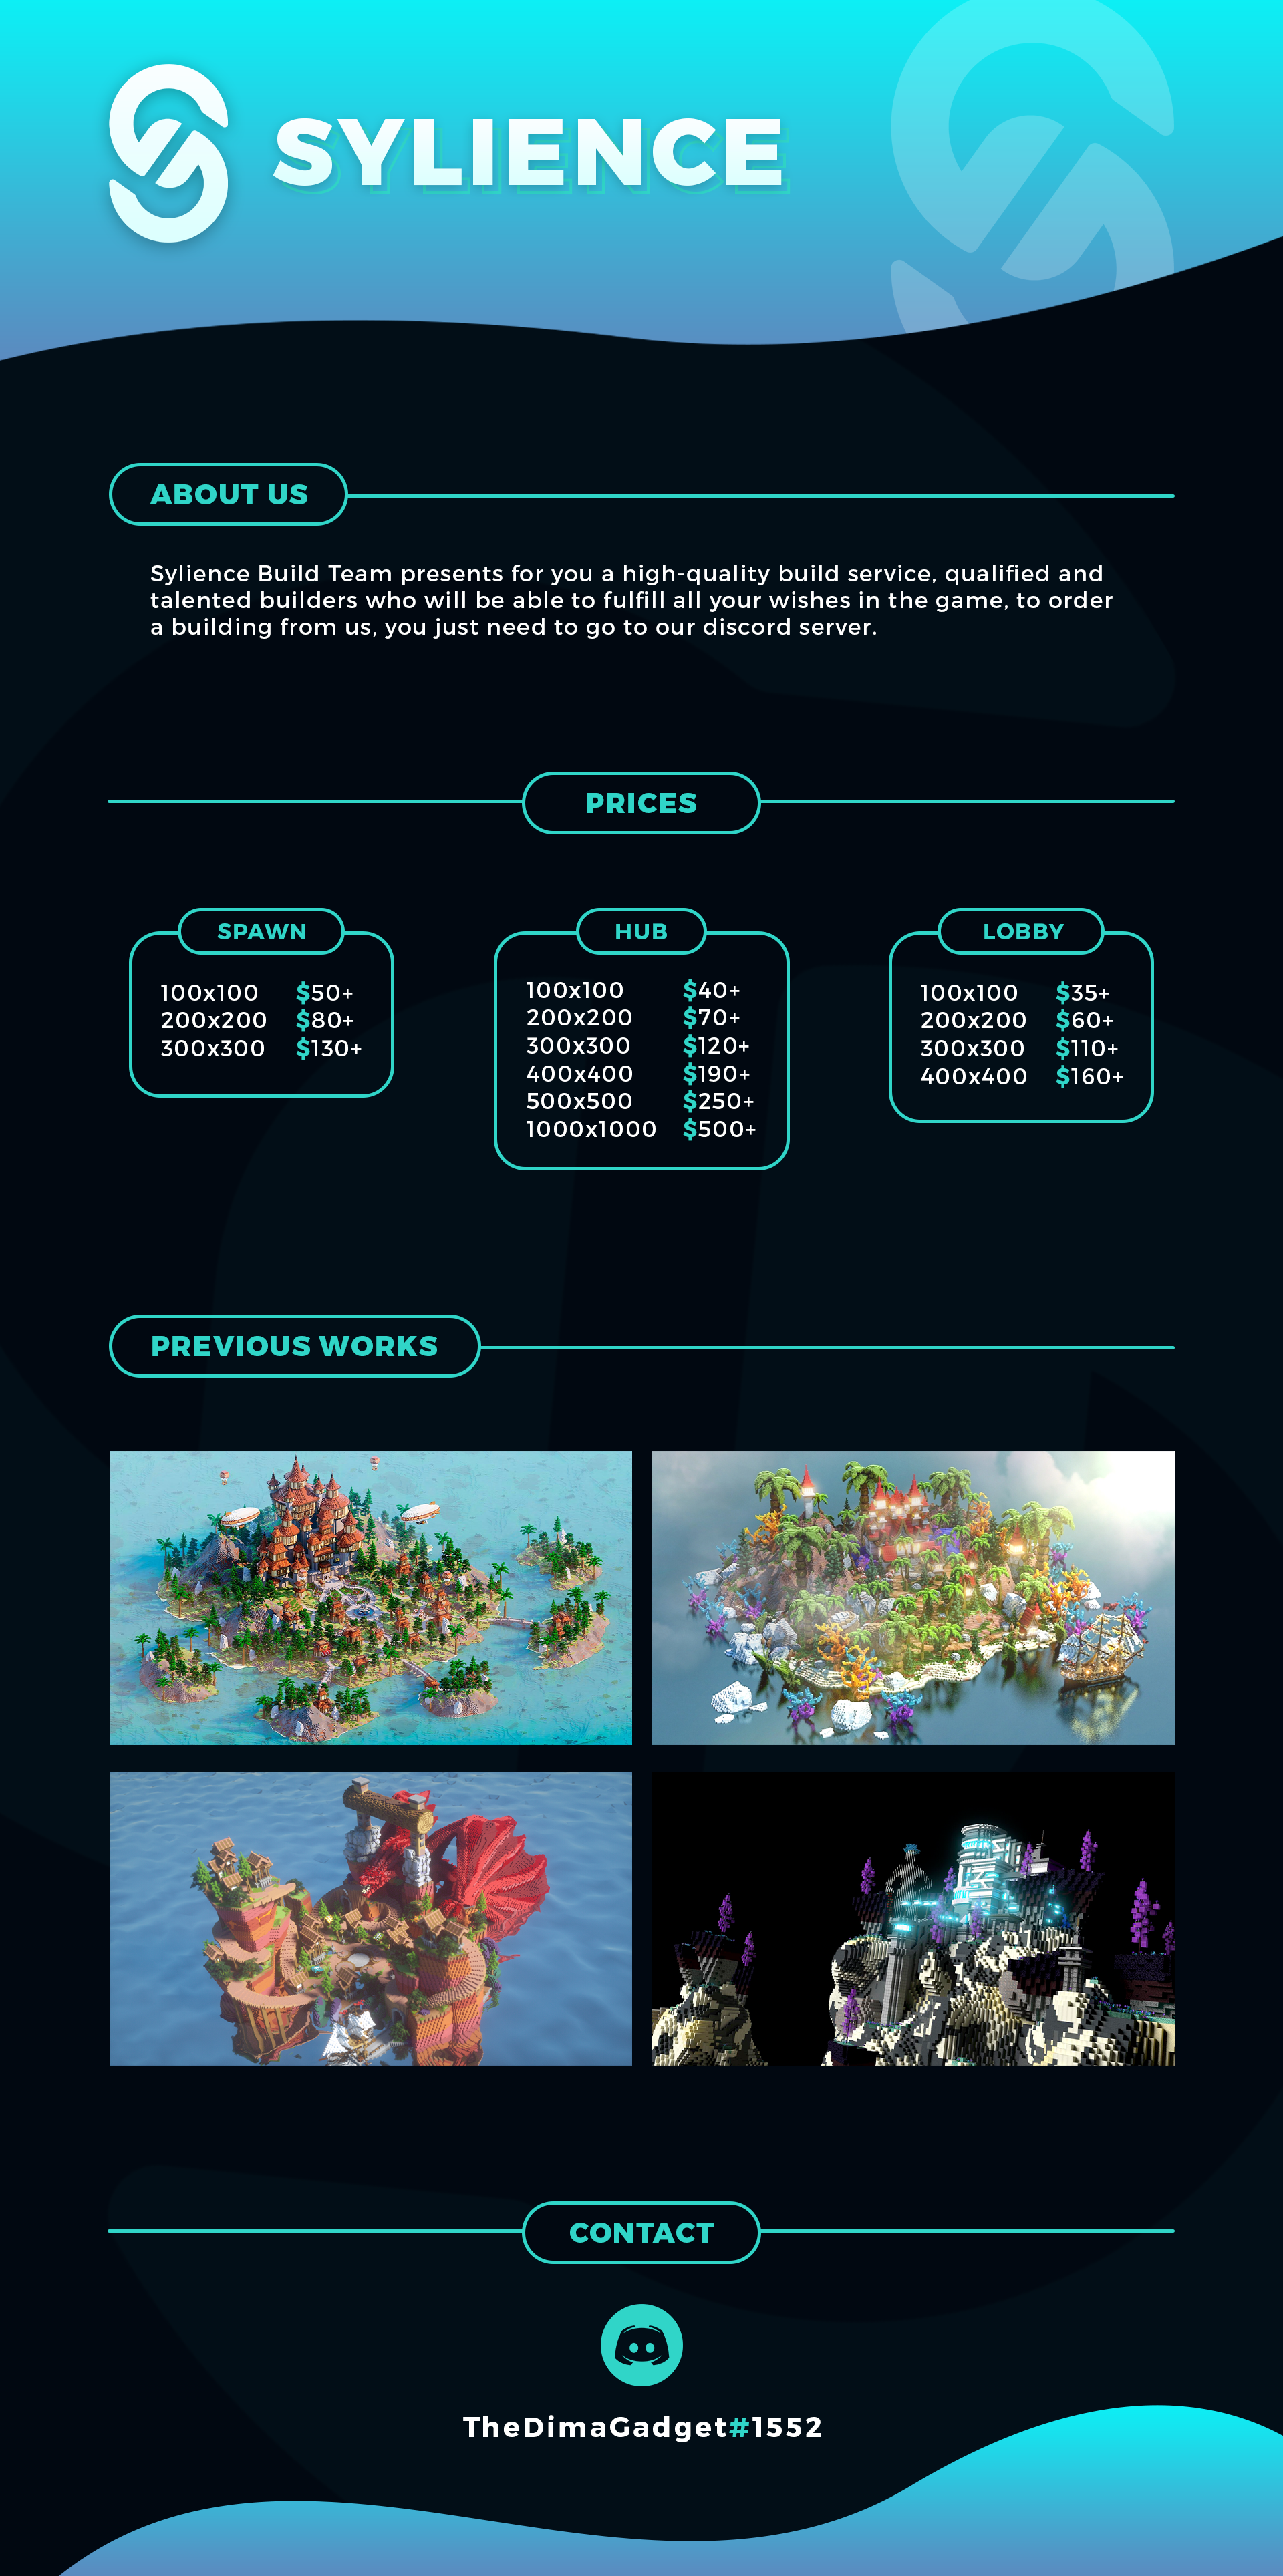 SYLIENCE
ABOUT US
Sylience Build Team presents for you a high-quality build service, qualified and
talented builders who will be able to fulfill all your wishes in the game, to order
a building from us, you just need to go to our discord server.
PRICES
SPAWN
100x100 $50+
200x200 $80+
300x300 $130+
HUB
100x100 $40+
200x200 $70+
300x300 $120+
400x400 $190+
500x500 $250+
1000x1000 $500+
LOBBY
100x100 $35+
200x200 $60+
300x300 $110+
400x400 $160+
PREVIOUS WORKS
CONTACT
TheDimaGadget#1552